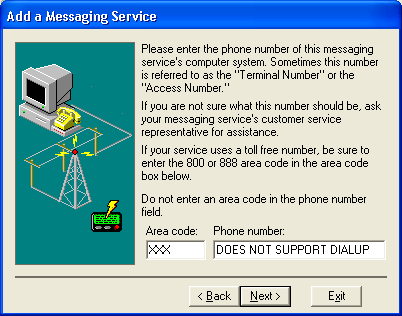 Add a Messaging Service
Please enter the phone number of this messaging
service's computer system. Sometimes this number
is referred to as the "Terminal Number" or the
"Access Number."
If you are not sure what this number should be, ask
your messaging service's customer service
representative for assistance.
If your service uses a toll free number, be sure to
enter the 800 or 888 area code in the area code
box below.
Do not enter an area code in the phone number
field.
Area code: Phone number:
XXX DOES NOT SUPPORT DIALUP
< Back Next > Exit